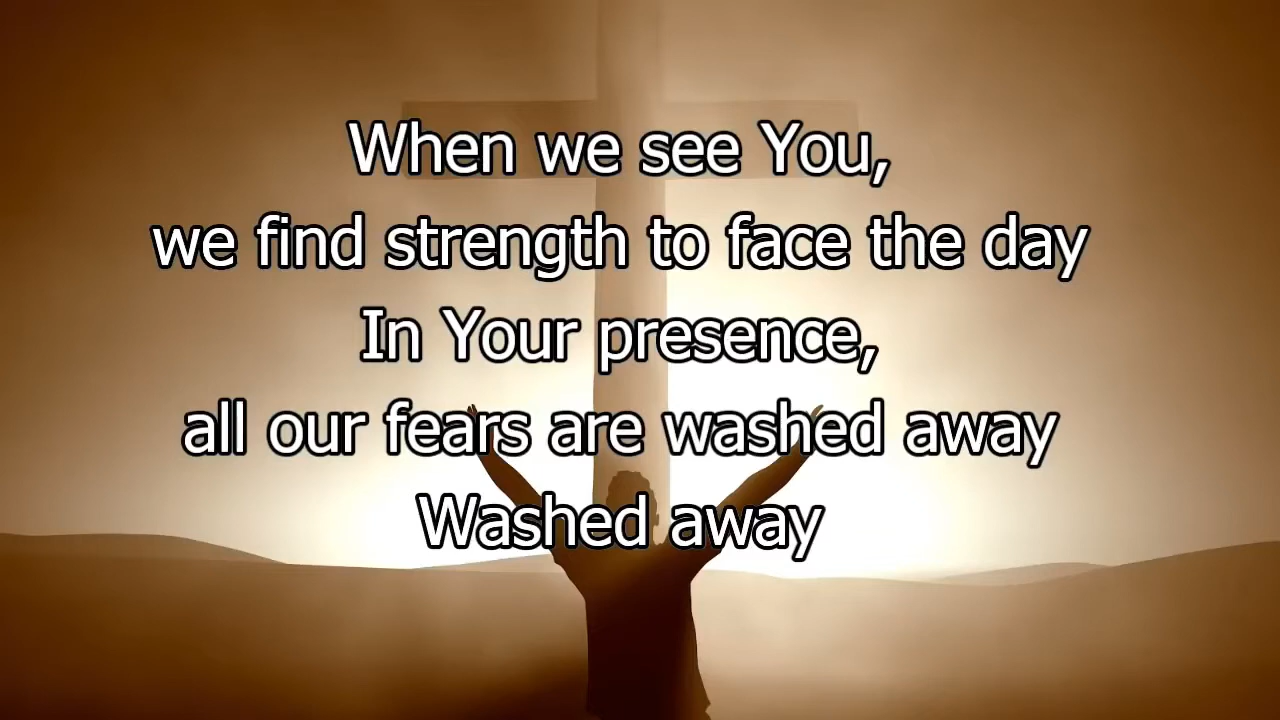 When we see You,
we find strength to face the day
In Your presence,
all our fears are washed away
Washed away